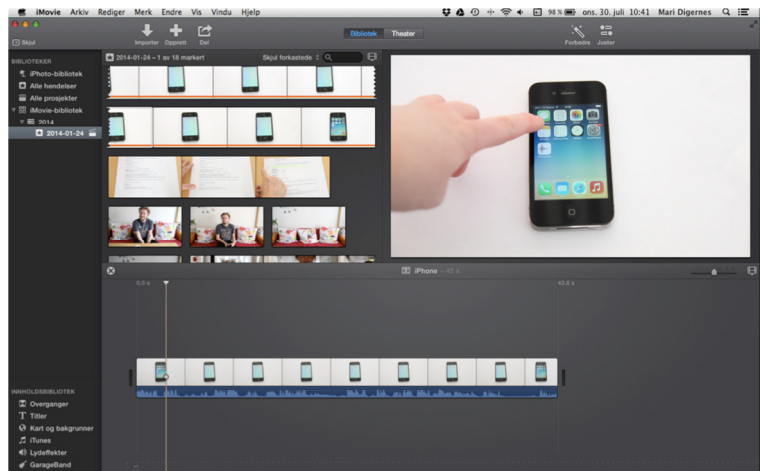 iMovie Arkiv Rediger Merk Endre Vis Vindu Hjelp 98 % ons. 30. juli 10:41 Mari Digernes
Skjul Importer Opprett Del Bibliotek Theater Forbedre Juster
BIBLIOTEKER
iPhoto-bibliotek
Alle hendelser
Alle prosjekter
iMovie-bibliotek
2014
2014-01-24
2014-01-24 – 1 av 18 markert Skjul forkastede
iPhone – 43 s
0,0 s 43,8 s
INNHOLDSBIBLIOTEK
Overganger
Titler
Kart og bakgrunner
iTunes
Lydeffekter
GarageBand